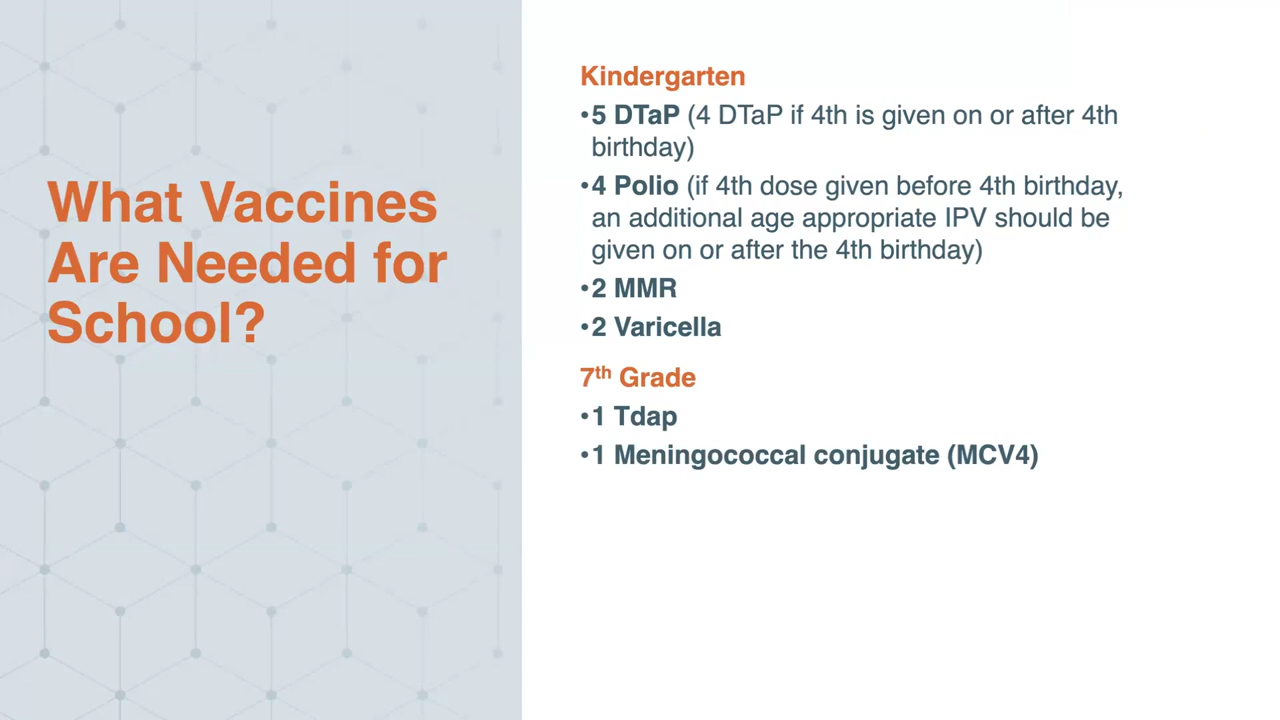 What Vaccines
Are Needed for
School?
Kindergarten
•5 DTaP (4 DTaP if 4th is given on or after 4th
birthday)
•4 Polio (if 4th dose given before 4th birthday,
an additional age appropriate IPV should be
given on or after the 4th birthday)
•2 MMR
•2 Varicella
7th Grade
•1 Tdap
•1 Meningococcal conjugate (MCV4)